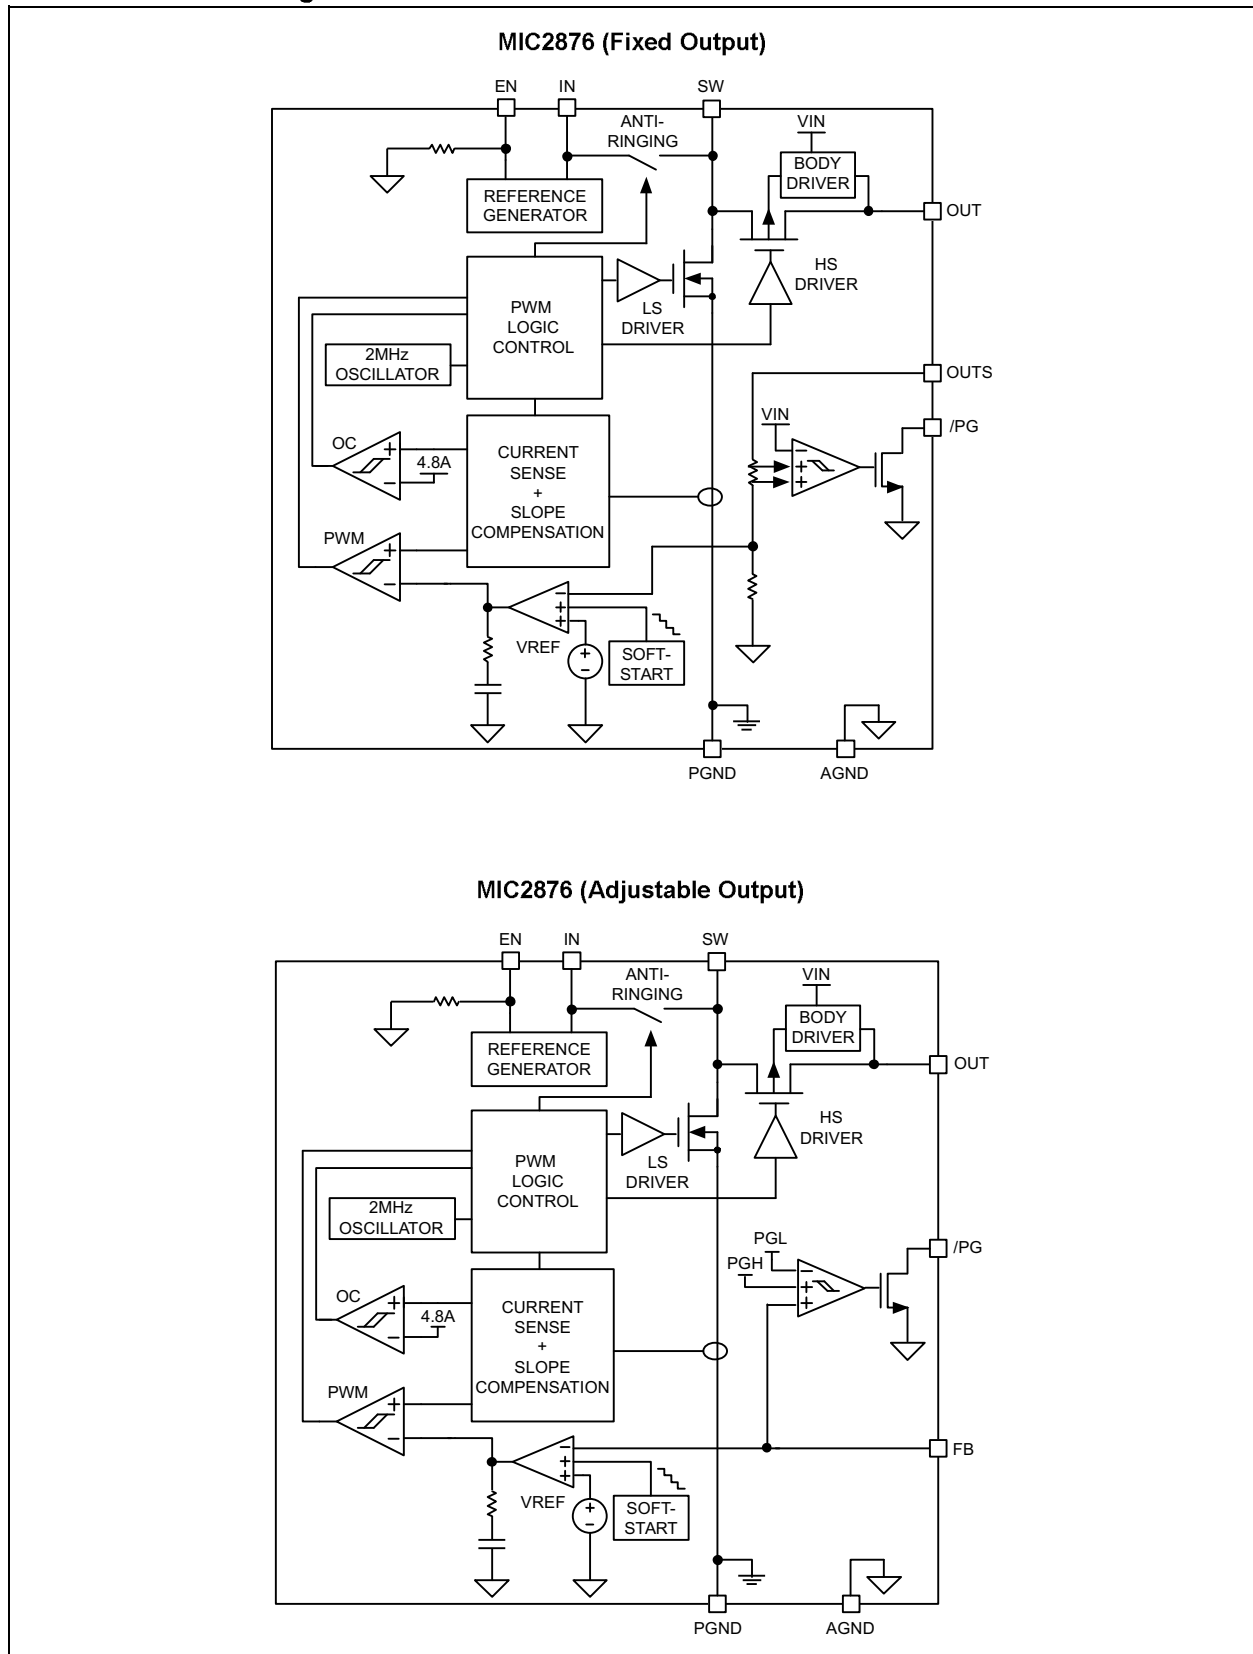 MIC2876 (Fixed Output)
EN
IN
SW
ANTI-
RINGING
VIN
BODY
DRIVER
REFERENCE
GENERATOR
OUT
HS
DRIVER
PWM
LOGIC
CONTROL
LS
DRIVER
2MHz
OSCILLATOR
OUTS
VIN
/PG
OC
+
4.8A
−
CURRENT
SENSE
+
SLOPE
COMPENSATION
−
+
+
PWM
+
−
−
+
+
VREF
+
−
SOFT-
START
PGND
AGND
MIC2876 (Adjustable Output)
EN
IN
SW
ANTI-
RINGING
VIN
BODY
DRIVER
REFERENCE
GENERATOR
OUT
HS
DRIVER
PWM
LOGIC
CONTROL
LS
DRIVER
2MHz
OSCILLATOR
PGL
PGH
/PG
−
+
+
OC
+
4.8A
−
CURRENT
SENSE
+
SLOPE
COMPENSATION
PWM
+
−
−
+
+
FB
VREF
+
−
SOFT-
START
PGND
AGND